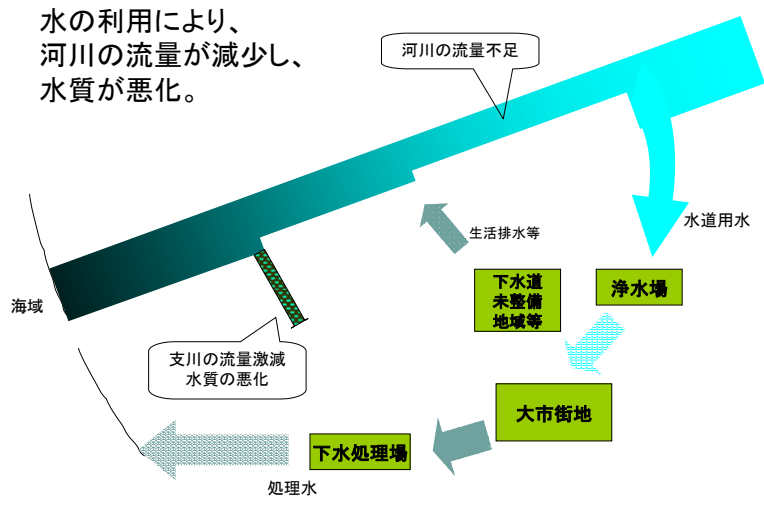 水の利用により、
河川の流量が減少し、
水質が悪化。
河川の流量不足
水道用水
生活排水等
下水道
未整備
地域等
浄水場
海域
支川の流量激減
水質の悪化
大市街地
下水処理場
処理水